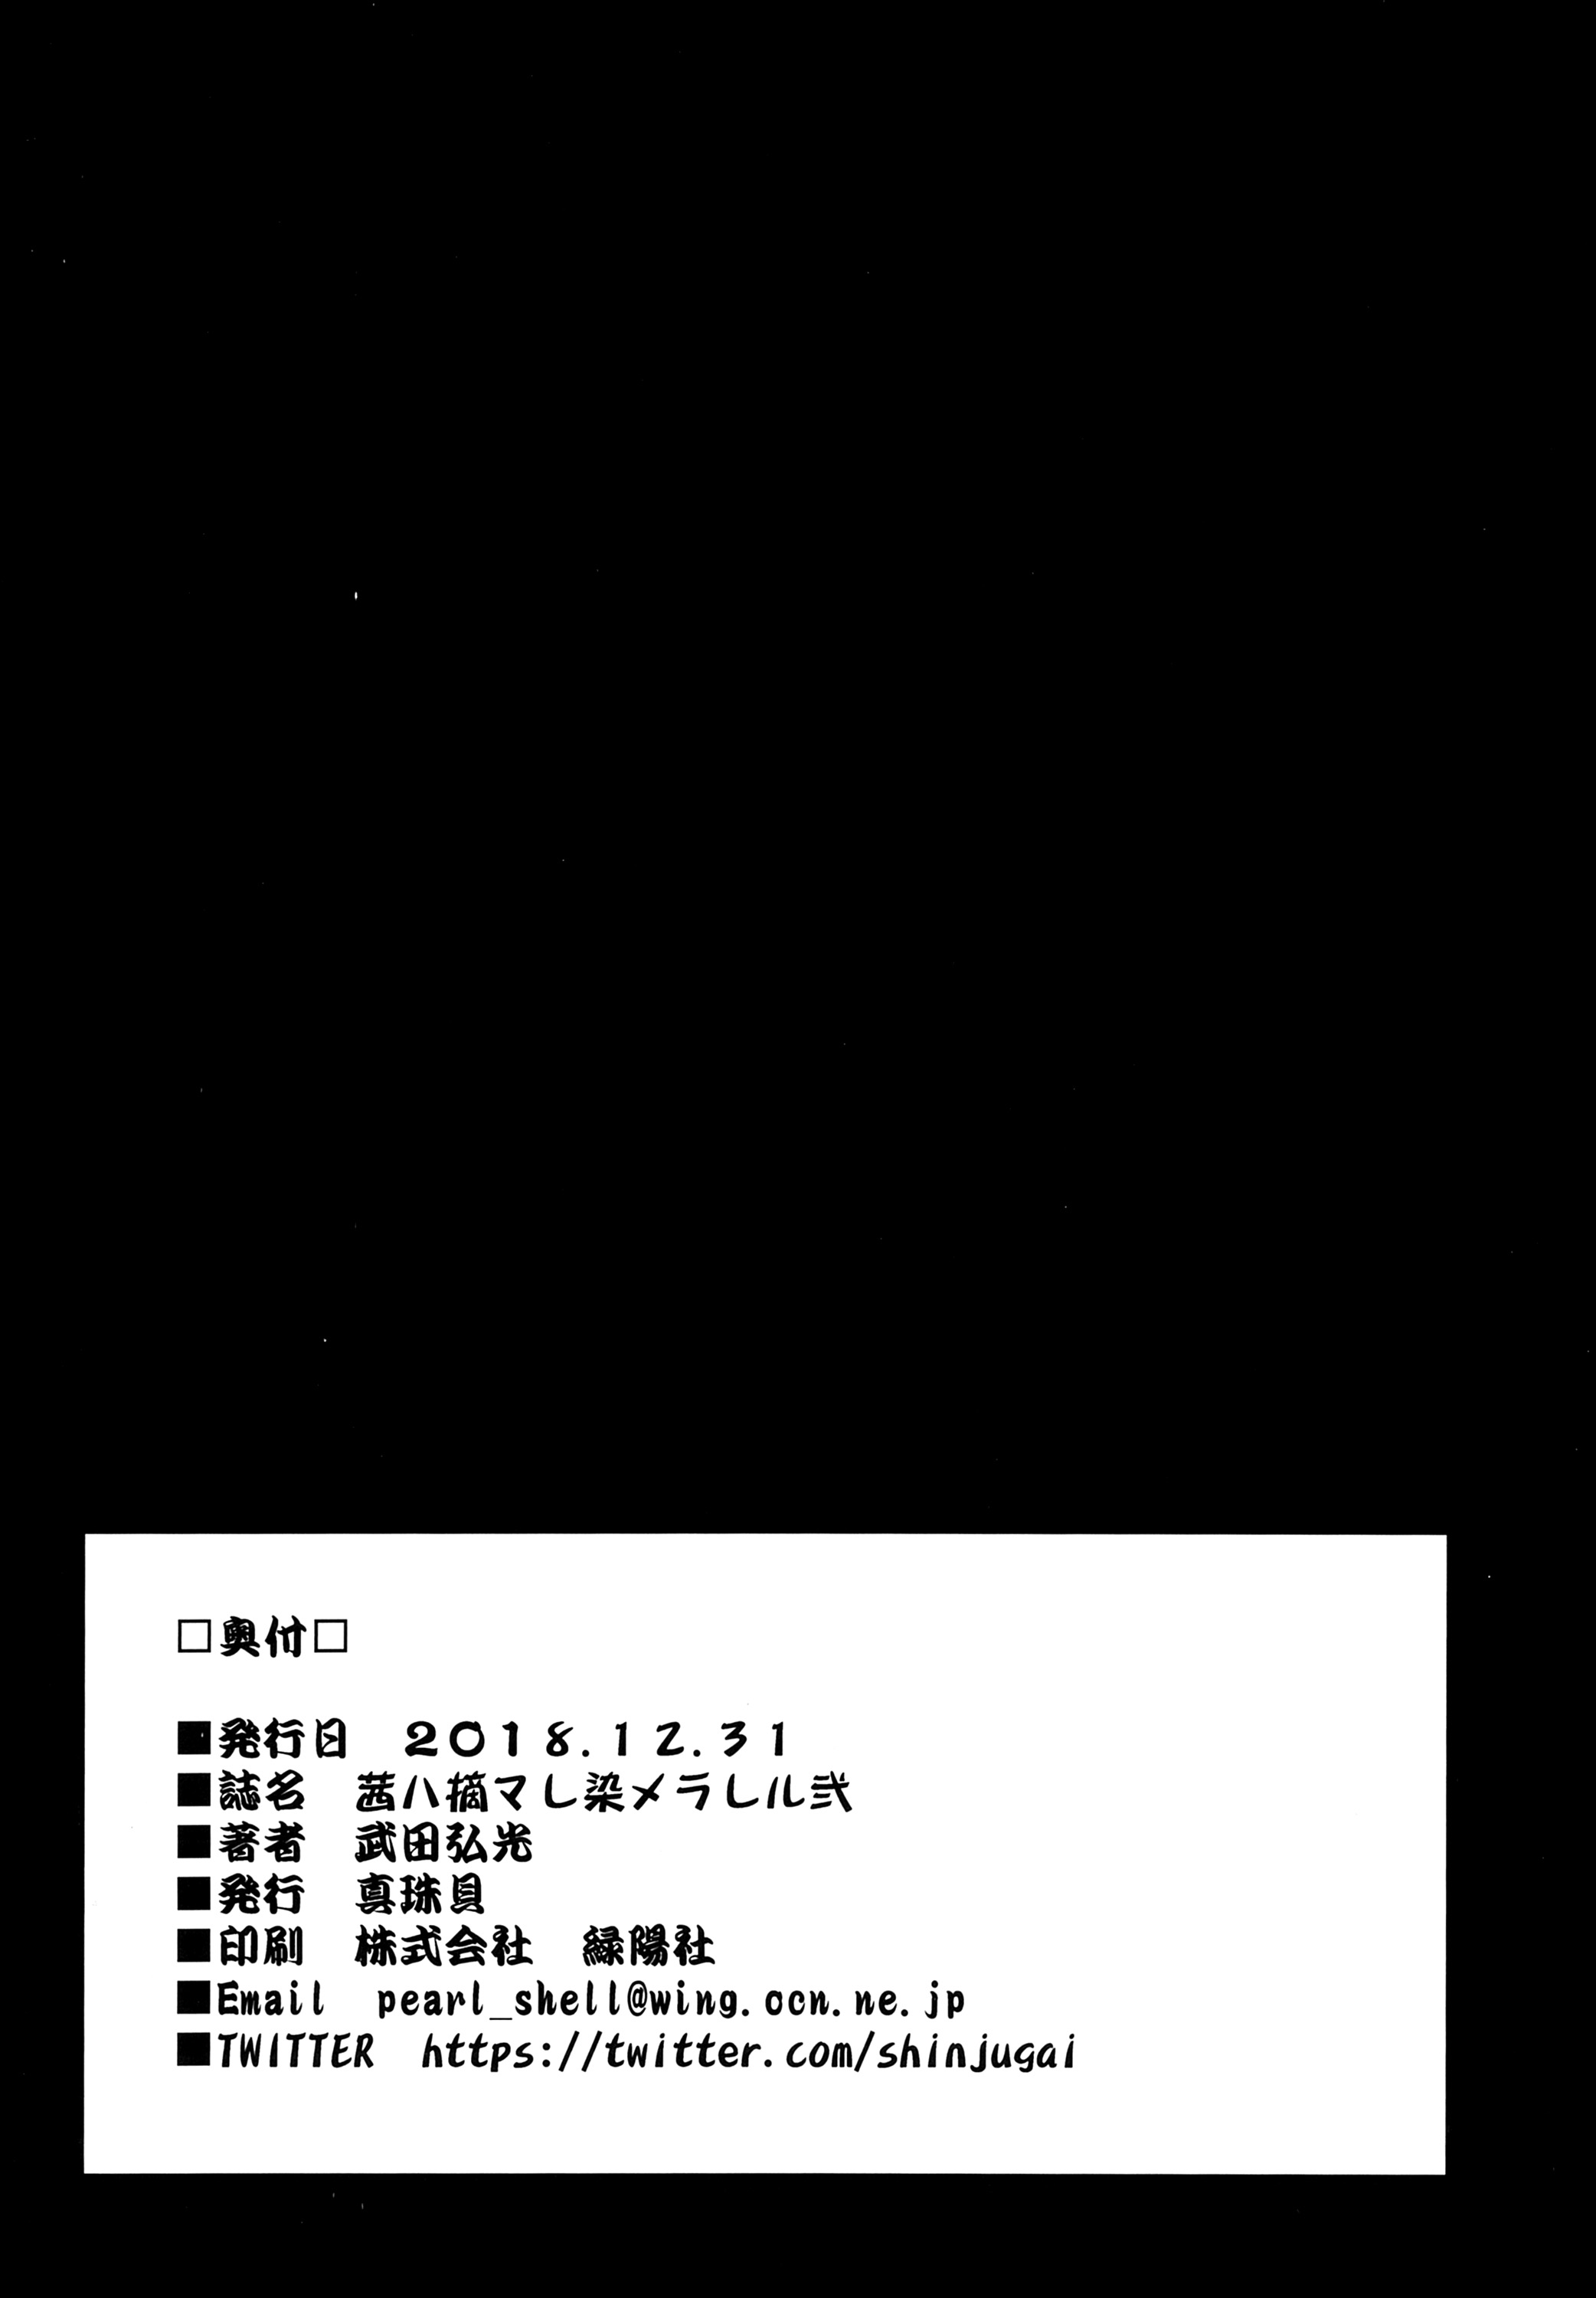 □奥付□
■発行日　２０１８.１２.３１
■誌名　茜ハ摘マレ染メラレル弐
■著者　武田弘光
■発行　真珠貝
■印刷　株式会社　緑陽社
■Email　pearl_shell@wing.ocn.ne.jp
■TWITTER　https://twitter.com/shinjugai